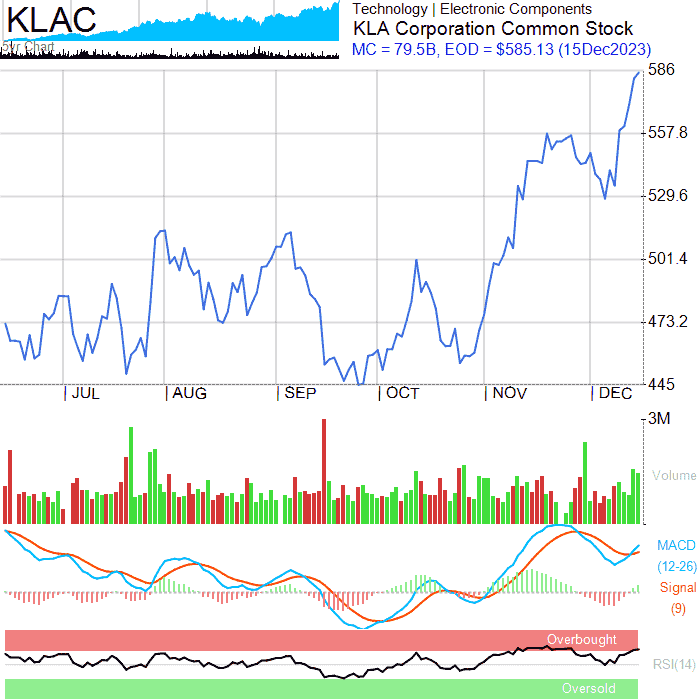 KLAC
5yr Chart
Technology | Electronic Components
KLA Corporation Common Stock
MC = 79.5B, EOD = $585.13 (15Dec2023)
586
557.8
529.6
501.4
473.2
445
| JUL | AUG | SEP | OCT | NOV | DEC
3M
Volume
MACD
(12-26)
Signal
(9)
Overbought
RSI(14)
Oversold